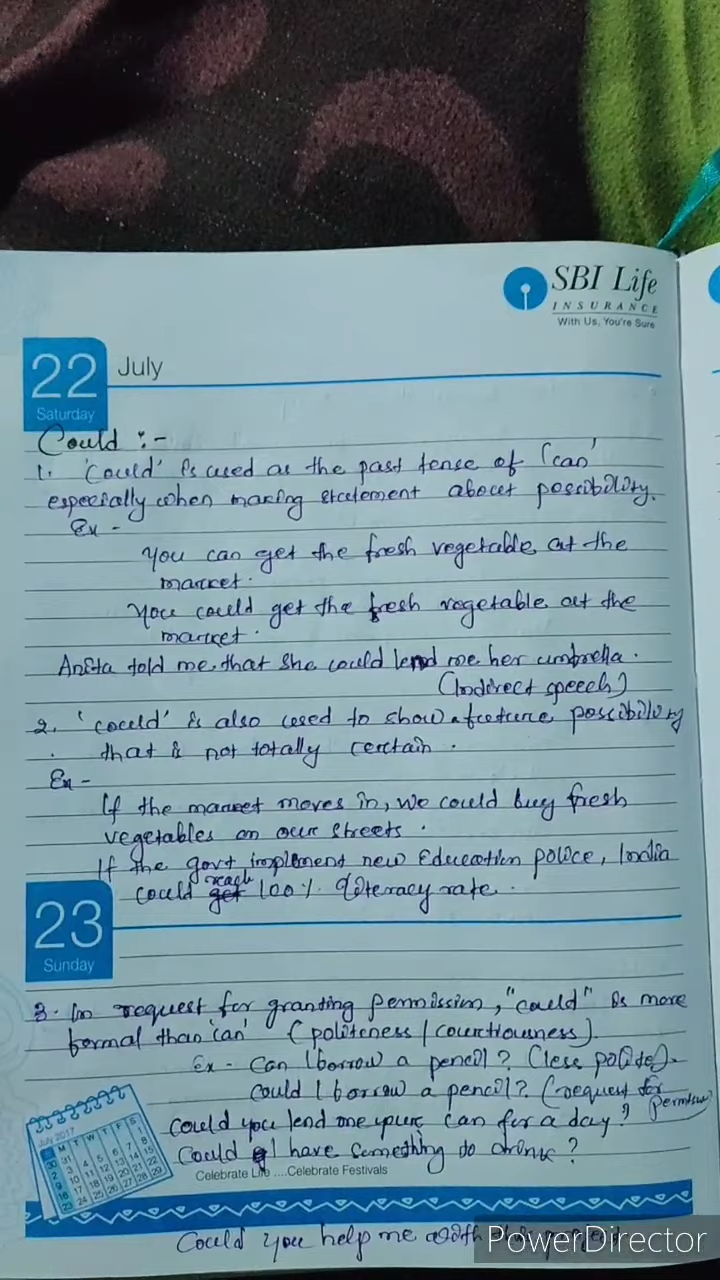 SBI Life
INSURANCE
With Us, You're Sure
22 July
Saturday
Could :-
1. 'Could' is used as the past tense of 'can'
especially when making statement about possibility.
Ex -
You can get the fresh vegetable at the
market.
You could get the fresh vegetable at the
market.
Anita told me that she could lend me her umbrella.
(Indirect speech)
2. 'could' is also used to show a future possibility
that is not totally certain.
Ex -
If the market moves in, we could buy fresh
vegetables on our streets.
If the govt implement new Education police, India
could get reach 100% literacy rate.
23
Sunday
3. In request for granting permission, "could" is more
formal than 'can' (politeness / courtiousness).
Ex - Can I borrow a pencil? (less polite).
Could I borrow a pencil? (request for
Could you lend me your car for a day?
Could I have something to drink?
JULY 2017
Celebrate Life ....Celebrate Festivals
Could you help me with
PowerDirector